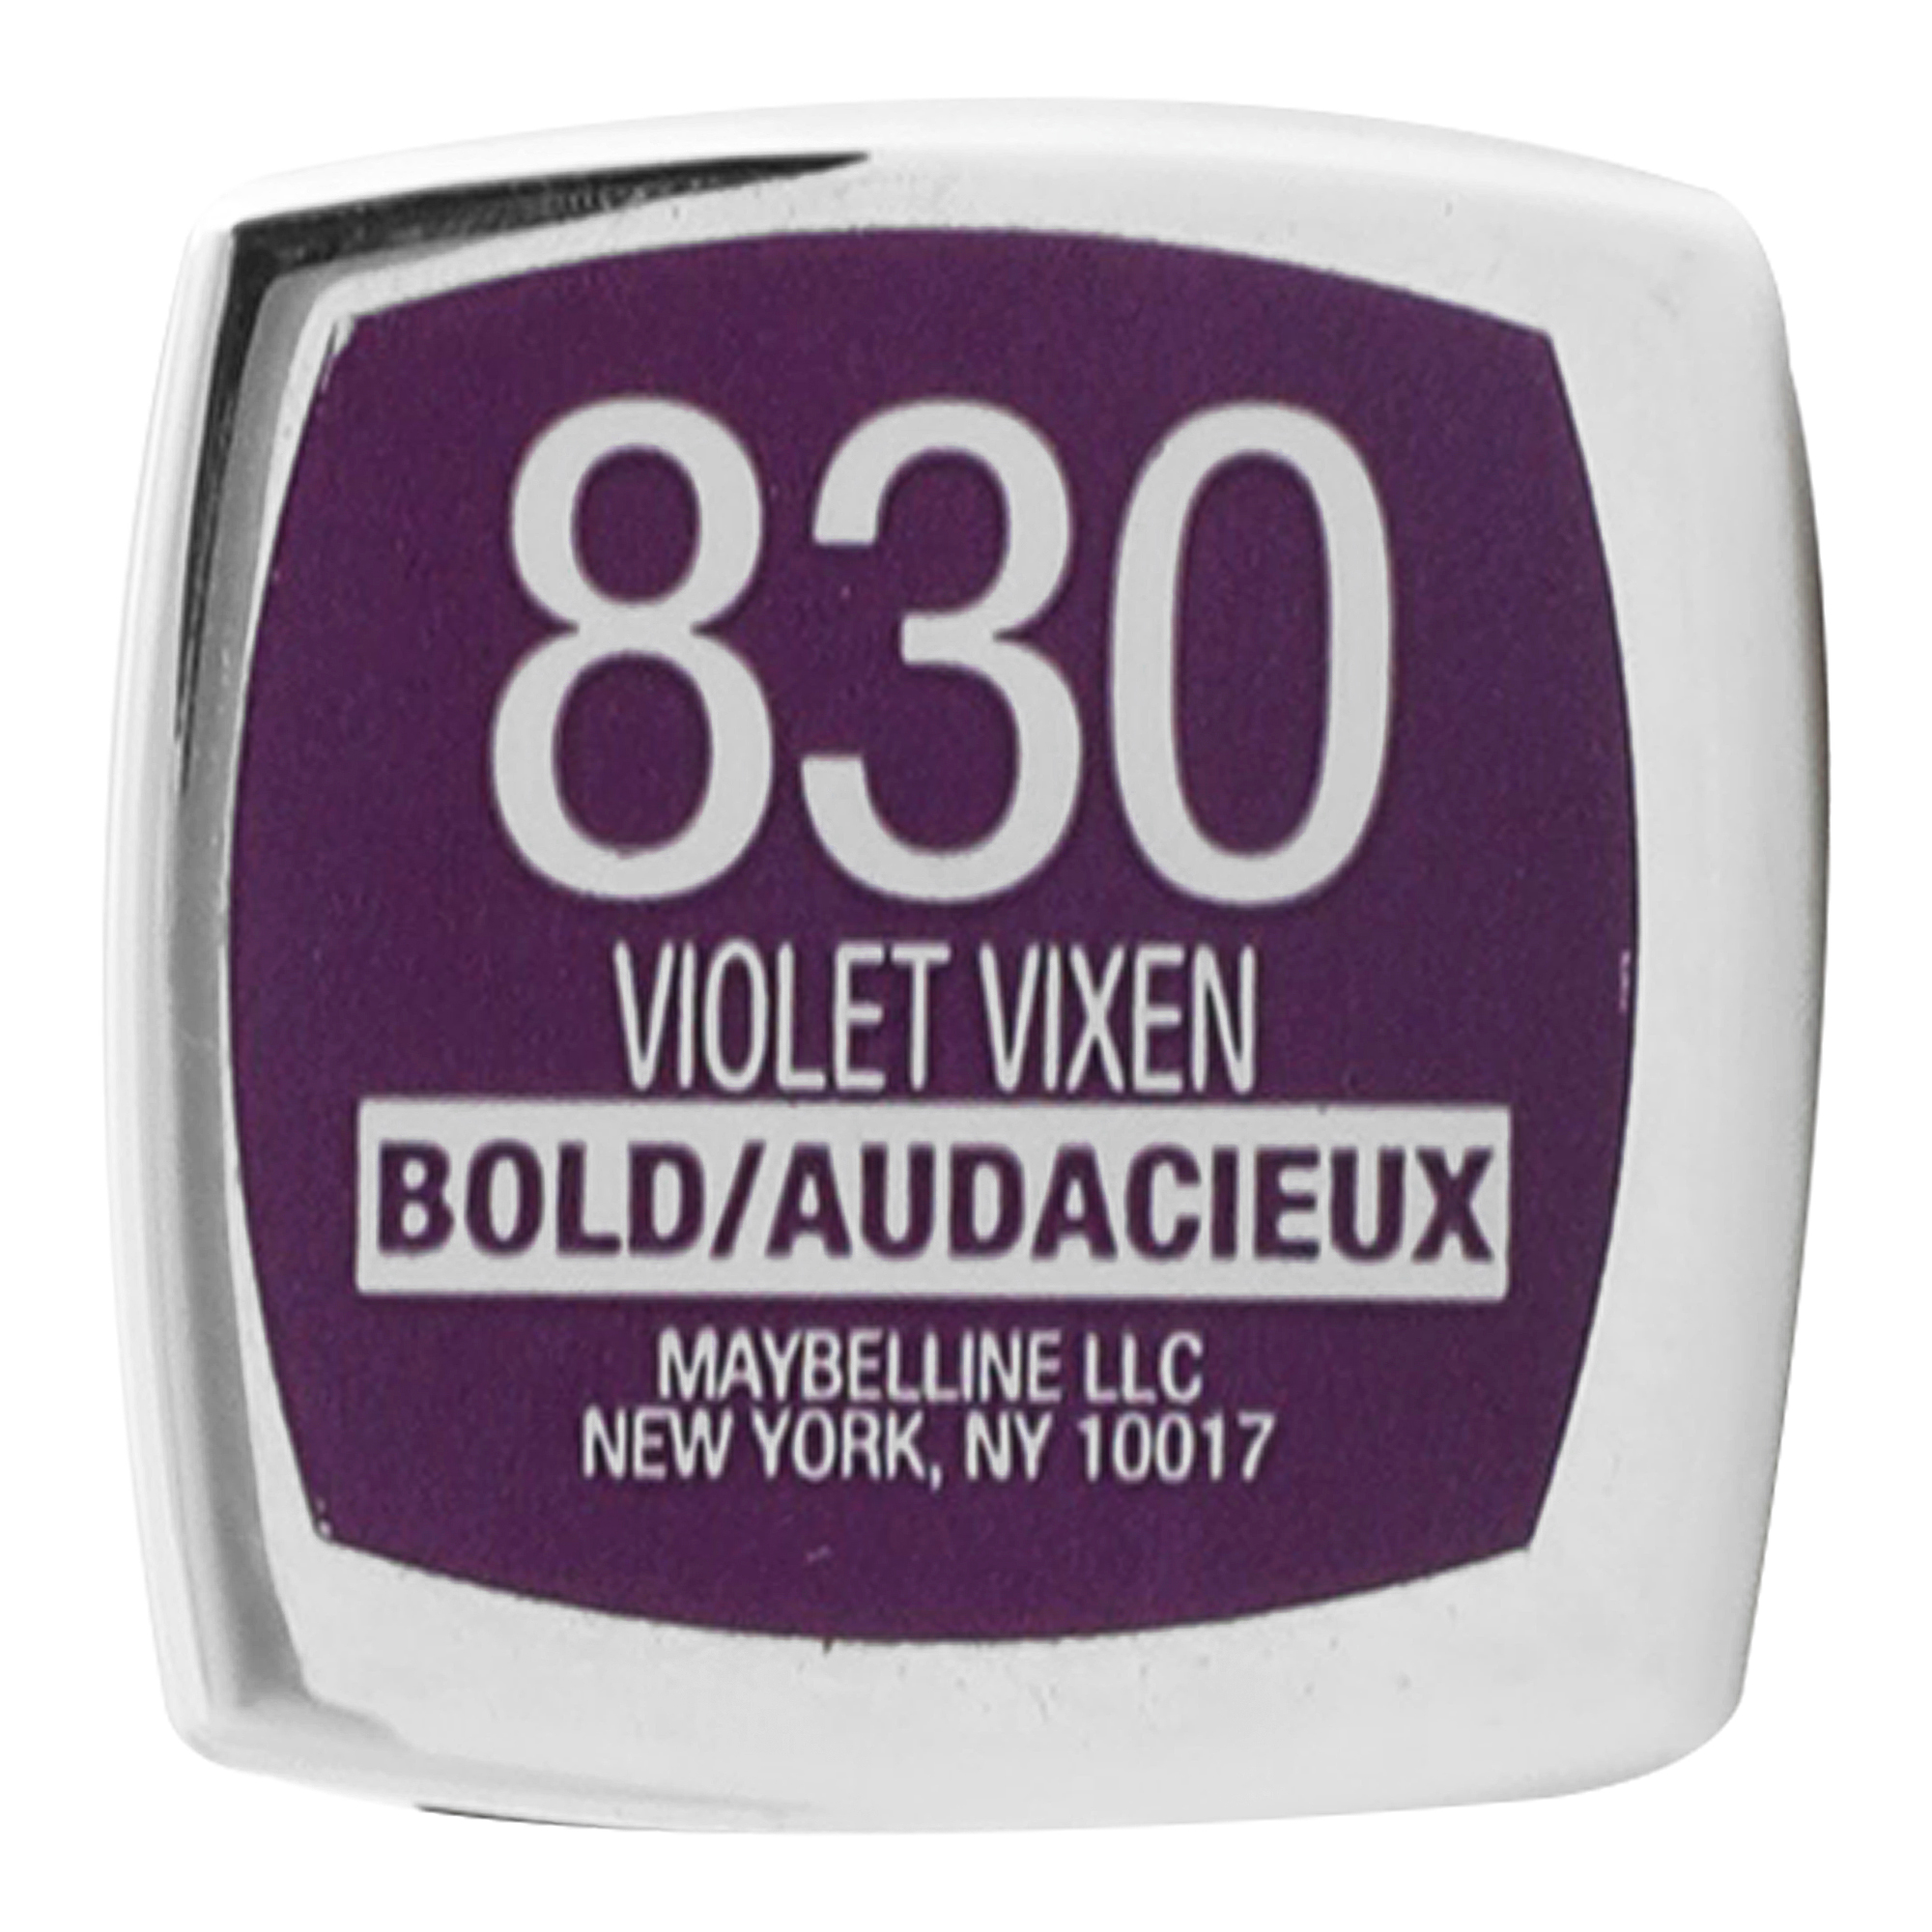 830
VIOLET VIXEN
BOLD/AUDACIEUX
MAYBELLINE LLC
NEW YORK, NY 10017